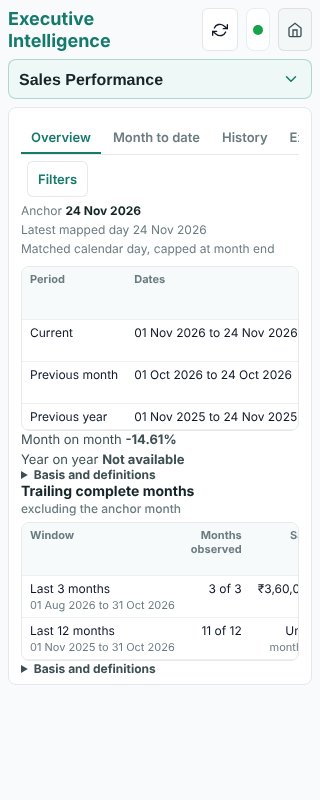 Executive
Intelligence
Sales Performance
Overview Month to date History
Filters
Anchor 24 Nov 2026
Latest mapped day 24 Nov 2026
Matched calendar day, capped at month end
Period Dates
Current 01 Nov 2026 to 24 Nov 2026
Previous month 01 Oct 2026 to 24 Oct 2026
Previous year 01 Nov 2025 to 24 Nov 2025
Month on month -14.61%
Year on year Not available
Basis and definitions
Trailing complete months
excluding the anchor month
Window Months
observed
Last 3 months 3 of 3 ₹3,60,0
01 Aug 2026 to 31 Oct 2026
Last 12 months 11 of 12
01 Nov 2025 to 31 Oct 2026
Basis and definitions